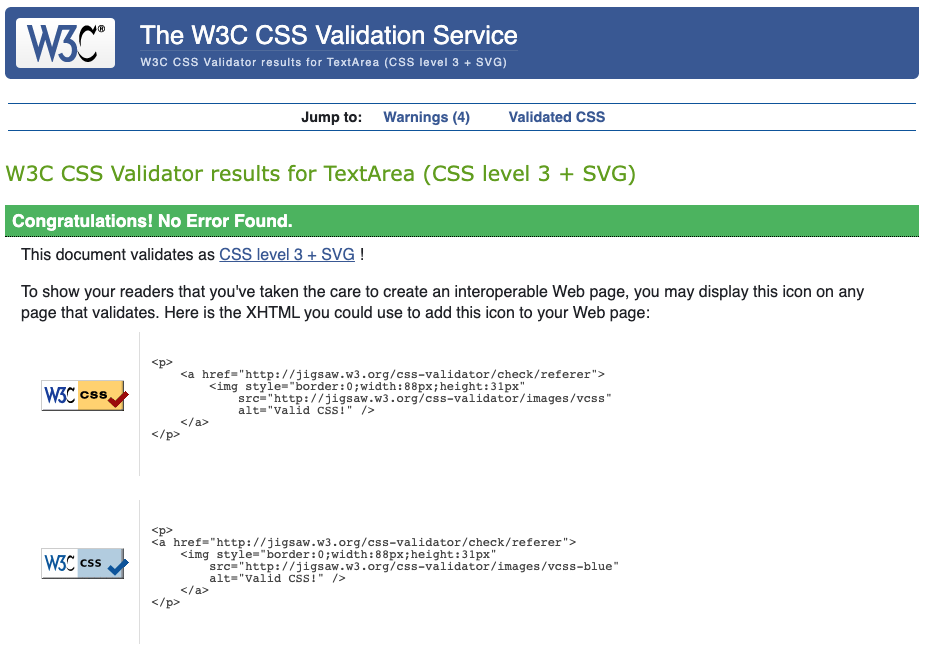 W3C®
The W3C CSS Validation Service
W3C CSS Validator results for TextArea (CSS level 3 + SVG)
Jump to: Warnings (4) Validated CSS
W3C CSS Validator results for TextArea (CSS level 3 + SVG)
Congratulations! No Error Found.
This document validates as CSS level 3 + SVG !
To show your readers that you've taken the care to create an interoperable Web page, you may display this icon on any
page that validates. Here is the XHTML you could use to add this icon to your Web page:
W3C css
<p>
    <a href="http://jigsaw.w3.org/css-validator/check/referer">
        <img style="border:0;width:88px;height:31px"
            src="http://jigsaw.w3.org/css-validator/images/vcss"
            alt="Valid CSS!" />
    </a>
</p>
W3C css
<p>
<a href="http://jigsaw.w3.org/css-validator/check/referer">
    <img style="border:0;width:88px;height:31px"
        src="http://jigsaw.w3.org/css-validator/images/vcss-blue"
        alt="Valid CSS!" />
    </a>
</p>